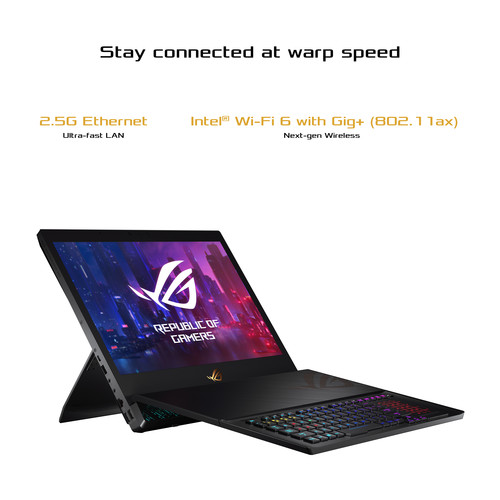 Stay connected at warp speed
2.5G Ethernet
Ultra-fast LAN
Intel® Wi-Fi 6 with Gig+ (802.11ax)
Next-gen Wireless
REPUBLIC OF
GAMERS